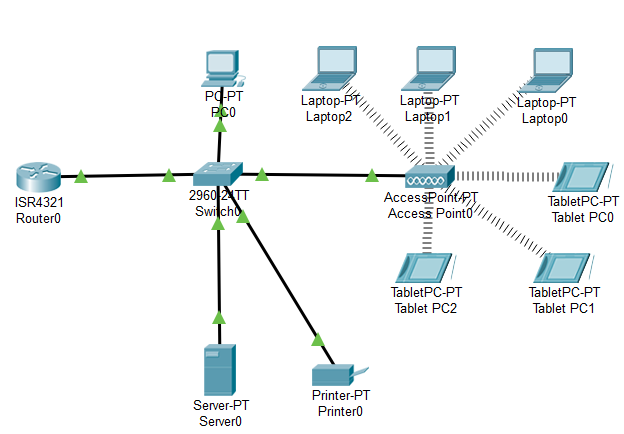 PC-PT
PC0
Laptop-PT
Laptop2
Laptop-PT
Laptop1
Laptop-PT
Laptop0
ISR4321
Router0
2960-24TT
Switch0
AccessPoint-PT
Access Point0
TabletPC-PT
Tablet PC0
TabletPC-PT
Tablet PC2
TabletPC-PT
Tablet PC1
Server-PT
Server0
Printer-PT
Printer0